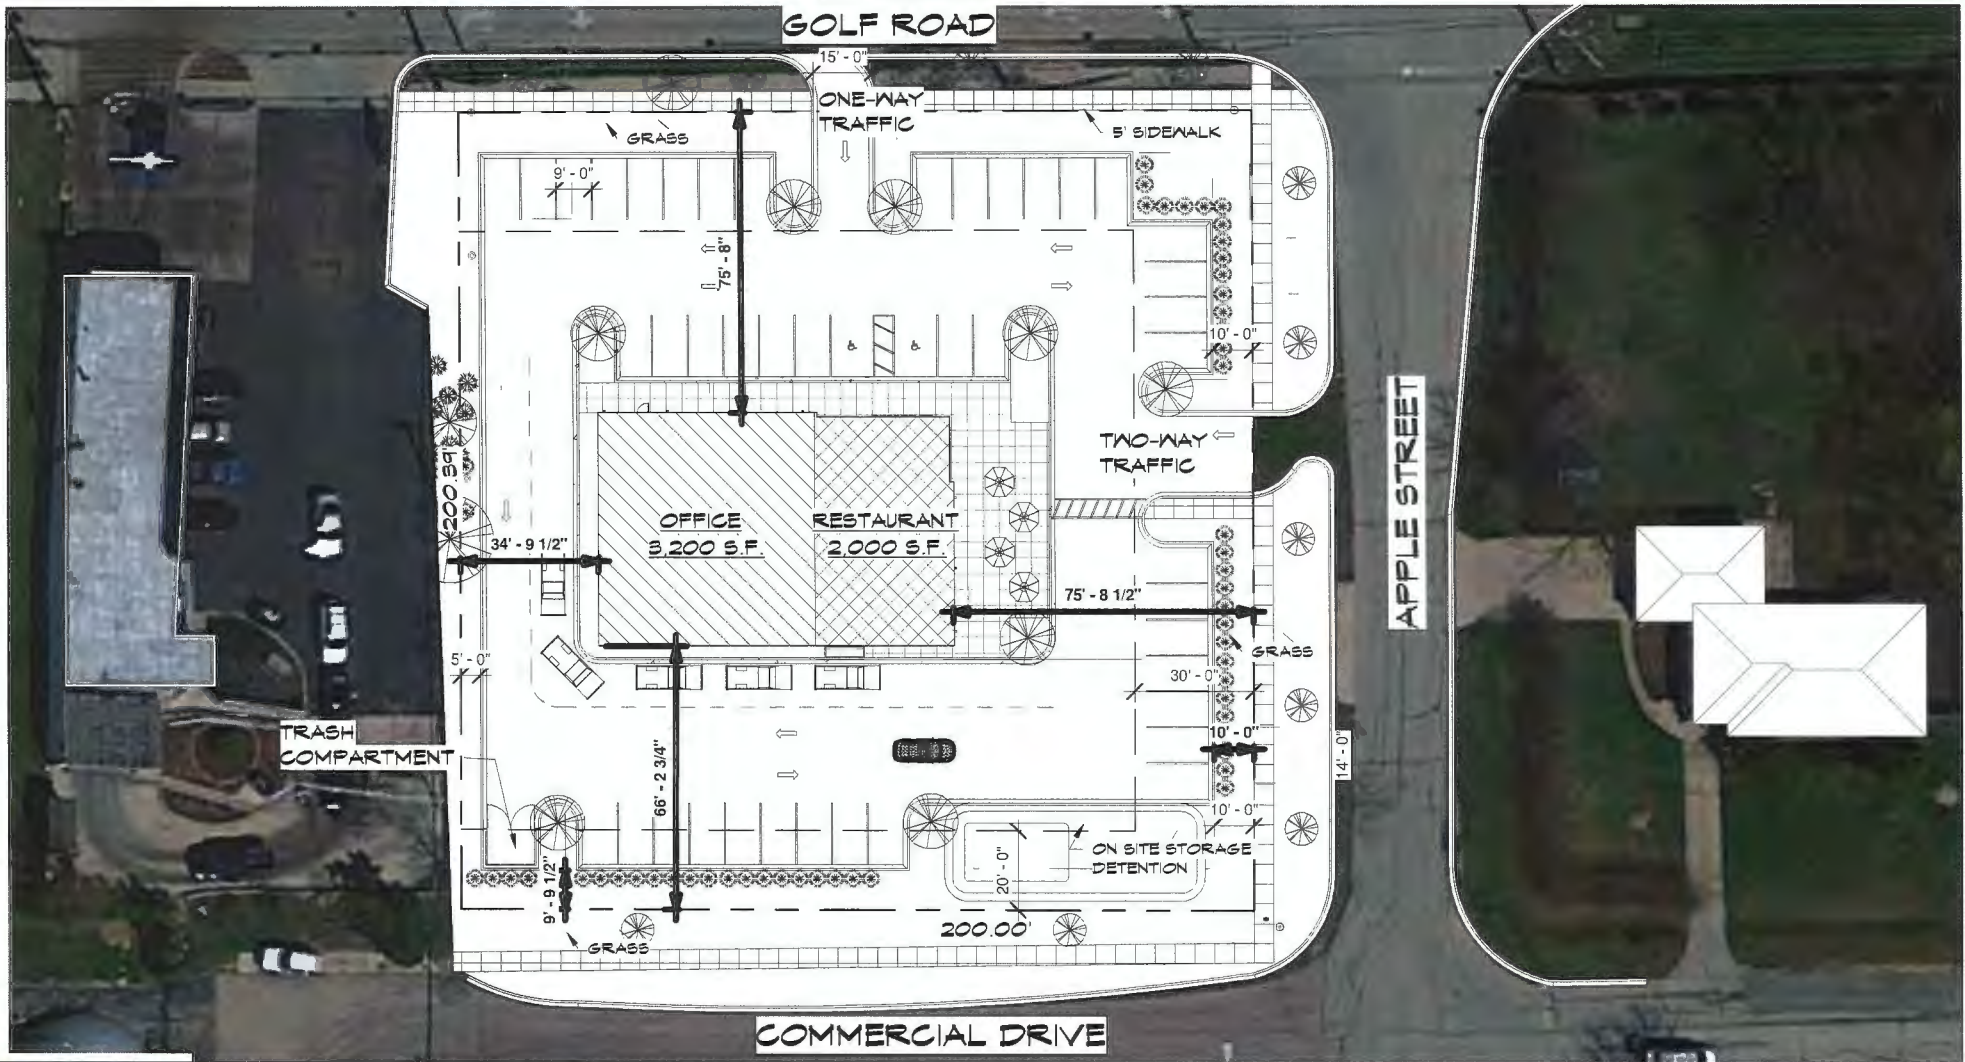 GOLF ROAD
15' - 0"
ONE-WAY
TRAFFIC
GRASS
5' SIDEWALK
9' - 0"
75' - 8"
10' - 0"
TWO-WAY
TRAFFIC
APPLE STREET
200.39'
OFFICE
3,200 S.F.
RESTAURANT
2,000 S.F.
34' - 9 1/2"
75' - 8 1/2"
GRASS
5' - 0"
30' - 0"
TRASH
COMPARTMENT
66' - 2 3/4"
10' - 0"
14' - 0"
10' - 0"
ON SITE STORAGE
DETENTION
20' - 0"
9' - 9 1/2"
GRASS
200.00'
COMMERCIAL DRIVE